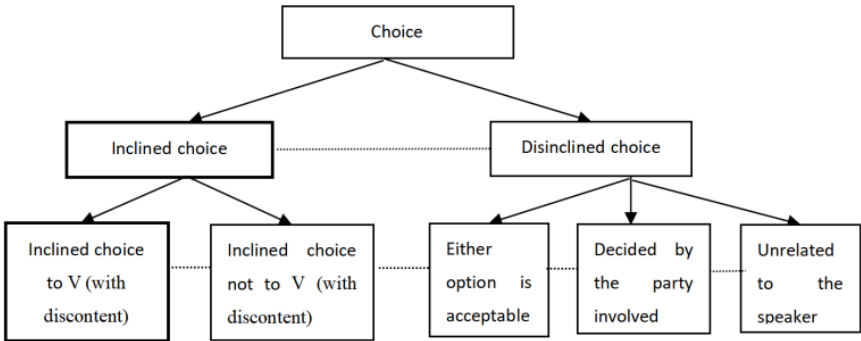 Choice
Inclined choice
Disinclined choice
Inclined choice
to V (with
discontent)
Inclined choice
not to V (with
discontent)
Either
option is
acceptable
Decided by
the party
involved
Unrelated
to the
speaker